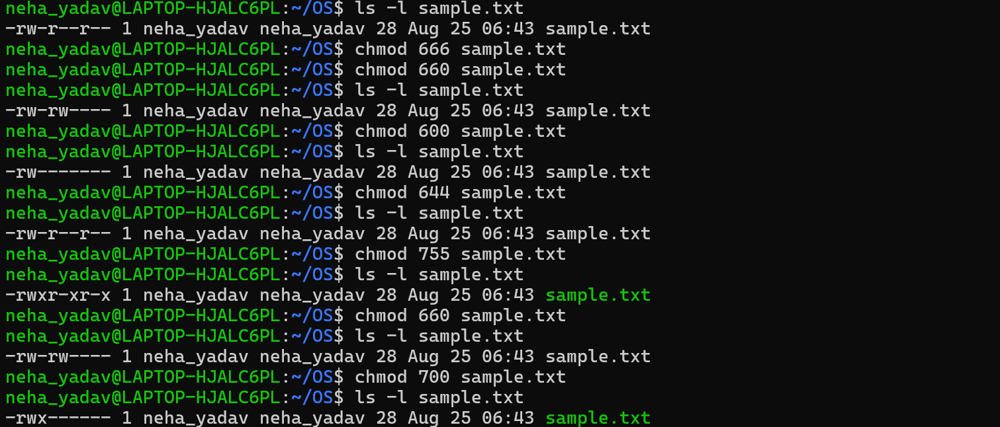 neha_yadav@LAPTOP-HJALC6PL:~/OS$ ls -l sample.txt
-rw-r--r-- 1 neha_yadav neha_yadav 28 Aug 25 06:43 sample.txt
neha_yadav@LAPTOP-HJALC6PL:~/OS$ chmod 666 sample.txt
neha_yadav@LAPTOP-HJALC6PL:~/OS$ chmod 660 sample.txt
neha_yadav@LAPTOP-HJALC6PL:~/OS$ ls -l sample.txt
-rw-rw---- 1 neha_yadav neha_yadav 28 Aug 25 06:43 sample.txt
neha_yadav@LAPTOP-HJALC6PL:~/OS$ chmod 600 sample.txt
neha_yadav@LAPTOP-HJALC6PL:~/OS$ ls -l sample.txt
-rw------- 1 neha_yadav neha_yadav 28 Aug 25 06:43 sample.txt
neha_yadav@LAPTOP-HJALC6PL:~/OS$ chmod 644 sample.txt
neha_yadav@LAPTOP-HJALC6PL:~/OS$ ls -l sample.txt
-rw-r--r-- 1 neha_yadav neha_yadav 28 Aug 25 06:43 sample.txt
neha_yadav@LAPTOP-HJALC6PL:~/OS$ chmod 755 sample.txt
neha_yadav@LAPTOP-HJALC6PL:~/OS$ ls -l sample.txt
-rwxr-xr-x 1 neha_yadav neha_yadav 28 Aug 25 06:43 sample.txt
neha_yadav@LAPTOP-HJALC6PL:~/OS$ chmod 660 sample.txt
neha_yadav@LAPTOP-HJALC6PL:~/OS$ ls -l sample.txt
-rw-rw---- 1 neha_yadav neha_yadav 28 Aug 25 06:43 sample.txt
neha_yadav@LAPTOP-HJALC6PL:~/OS$ chmod 700 sample.txt
neha_yadav@LAPTOP-HJALC6PL:~/OS$ ls -l sample.txt
-rwx------ 1 neha_yadav neha_yadav 28 Aug 25 06:43 sample.txt